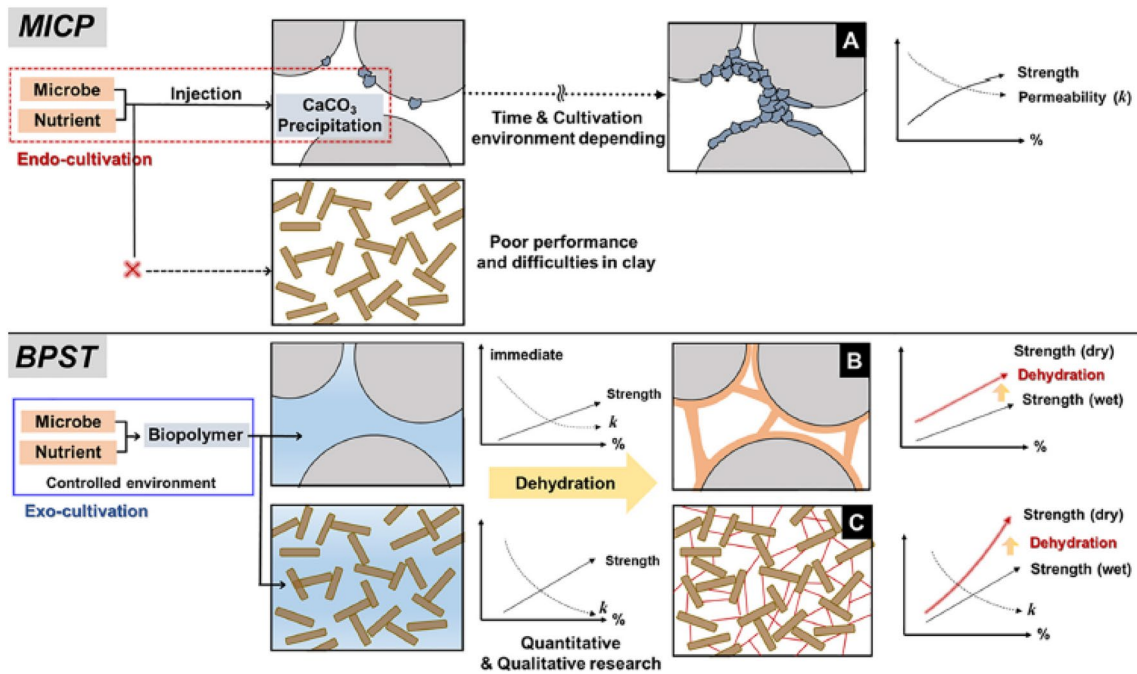 MICP
Microbe
Nutrient
Injection
CaCO₃
Precipitation
Endo-cultivation
Time & Cultivation
environment depending
A
Strength
Permeability (k)
%
Poor performance
and difficulties in clay
BPST
Microbe
Nutrient
Biopolymer
Controlled environment
Exo-cultivation
immediate
Strength
k
%
Dehydration
B
Strength (dry)
Dehydration
Strength (wet)
%
Strength
k
%
Quantitative
& Qualitative research
C
Strength (dry)
Dehydration
Strength (wet)
k
%